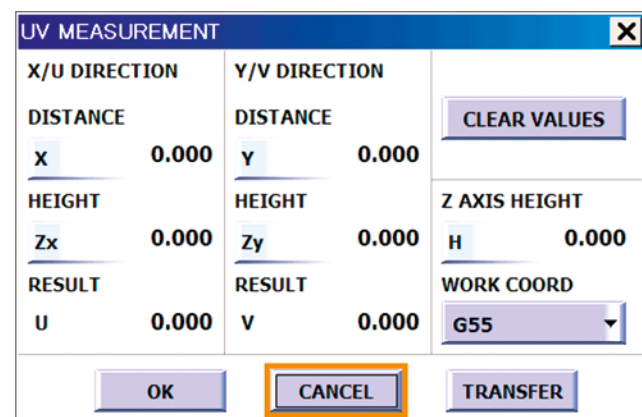 UV MEASUREMENT
X/U DIRECTION Y/V DIRECTION
DISTANCE DISTANCE CLEAR VALUES
X 0.000 Y 0.000
HEIGHT HEIGHT Z AXIS HEIGHT
Zx 0.000 Zy 0.000 H 0.000
RESULT RESULT WORK COORD
U 0.000 V 0.000 G55
OK CANCEL TRANSFER